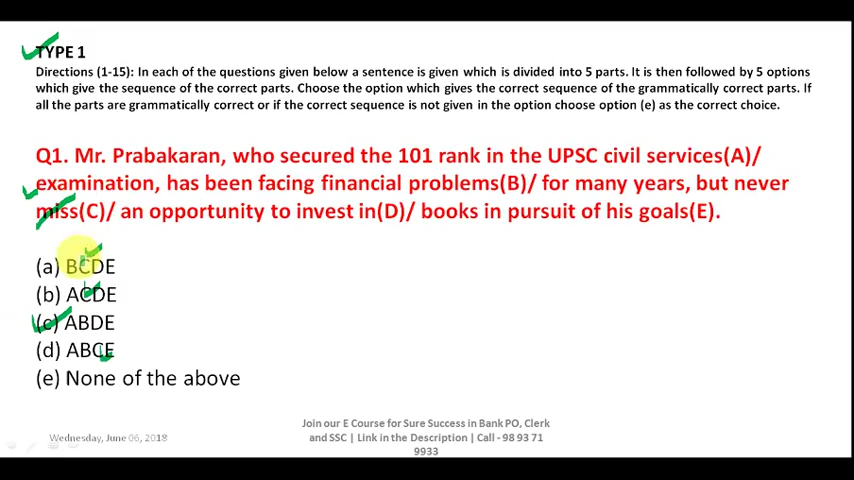 TYPE 1
Directions (1-15): In each of the questions given below a sentence is given which is divided into 5 parts. It is then followed by 5 options
which give the sequence of the correct parts. Choose the option which gives the correct sequence of the grammatically correct parts. If
all the parts are grammatically correct or if the correct sequence is not given in the option choose option (e) as the correct choice.
Q1. Mr. Prabakaran, who secured the 101 rank in the UPSC civil services(A)/
examination, has been facing financial problems(B)/ for many years, but never
miss(C)/ an opportunity to invest in(D)/ books in pursuit of his goals(E).
(a) BCDE
(b) ACDE
(c) ABDE
(d) ABCE
(e) None of the above
Wednesday, June 06, 2018
Join our E Course for Sure Success in Bank PO, Clerk
and SSC | Link in the Description | Call - 98 93 71
9933